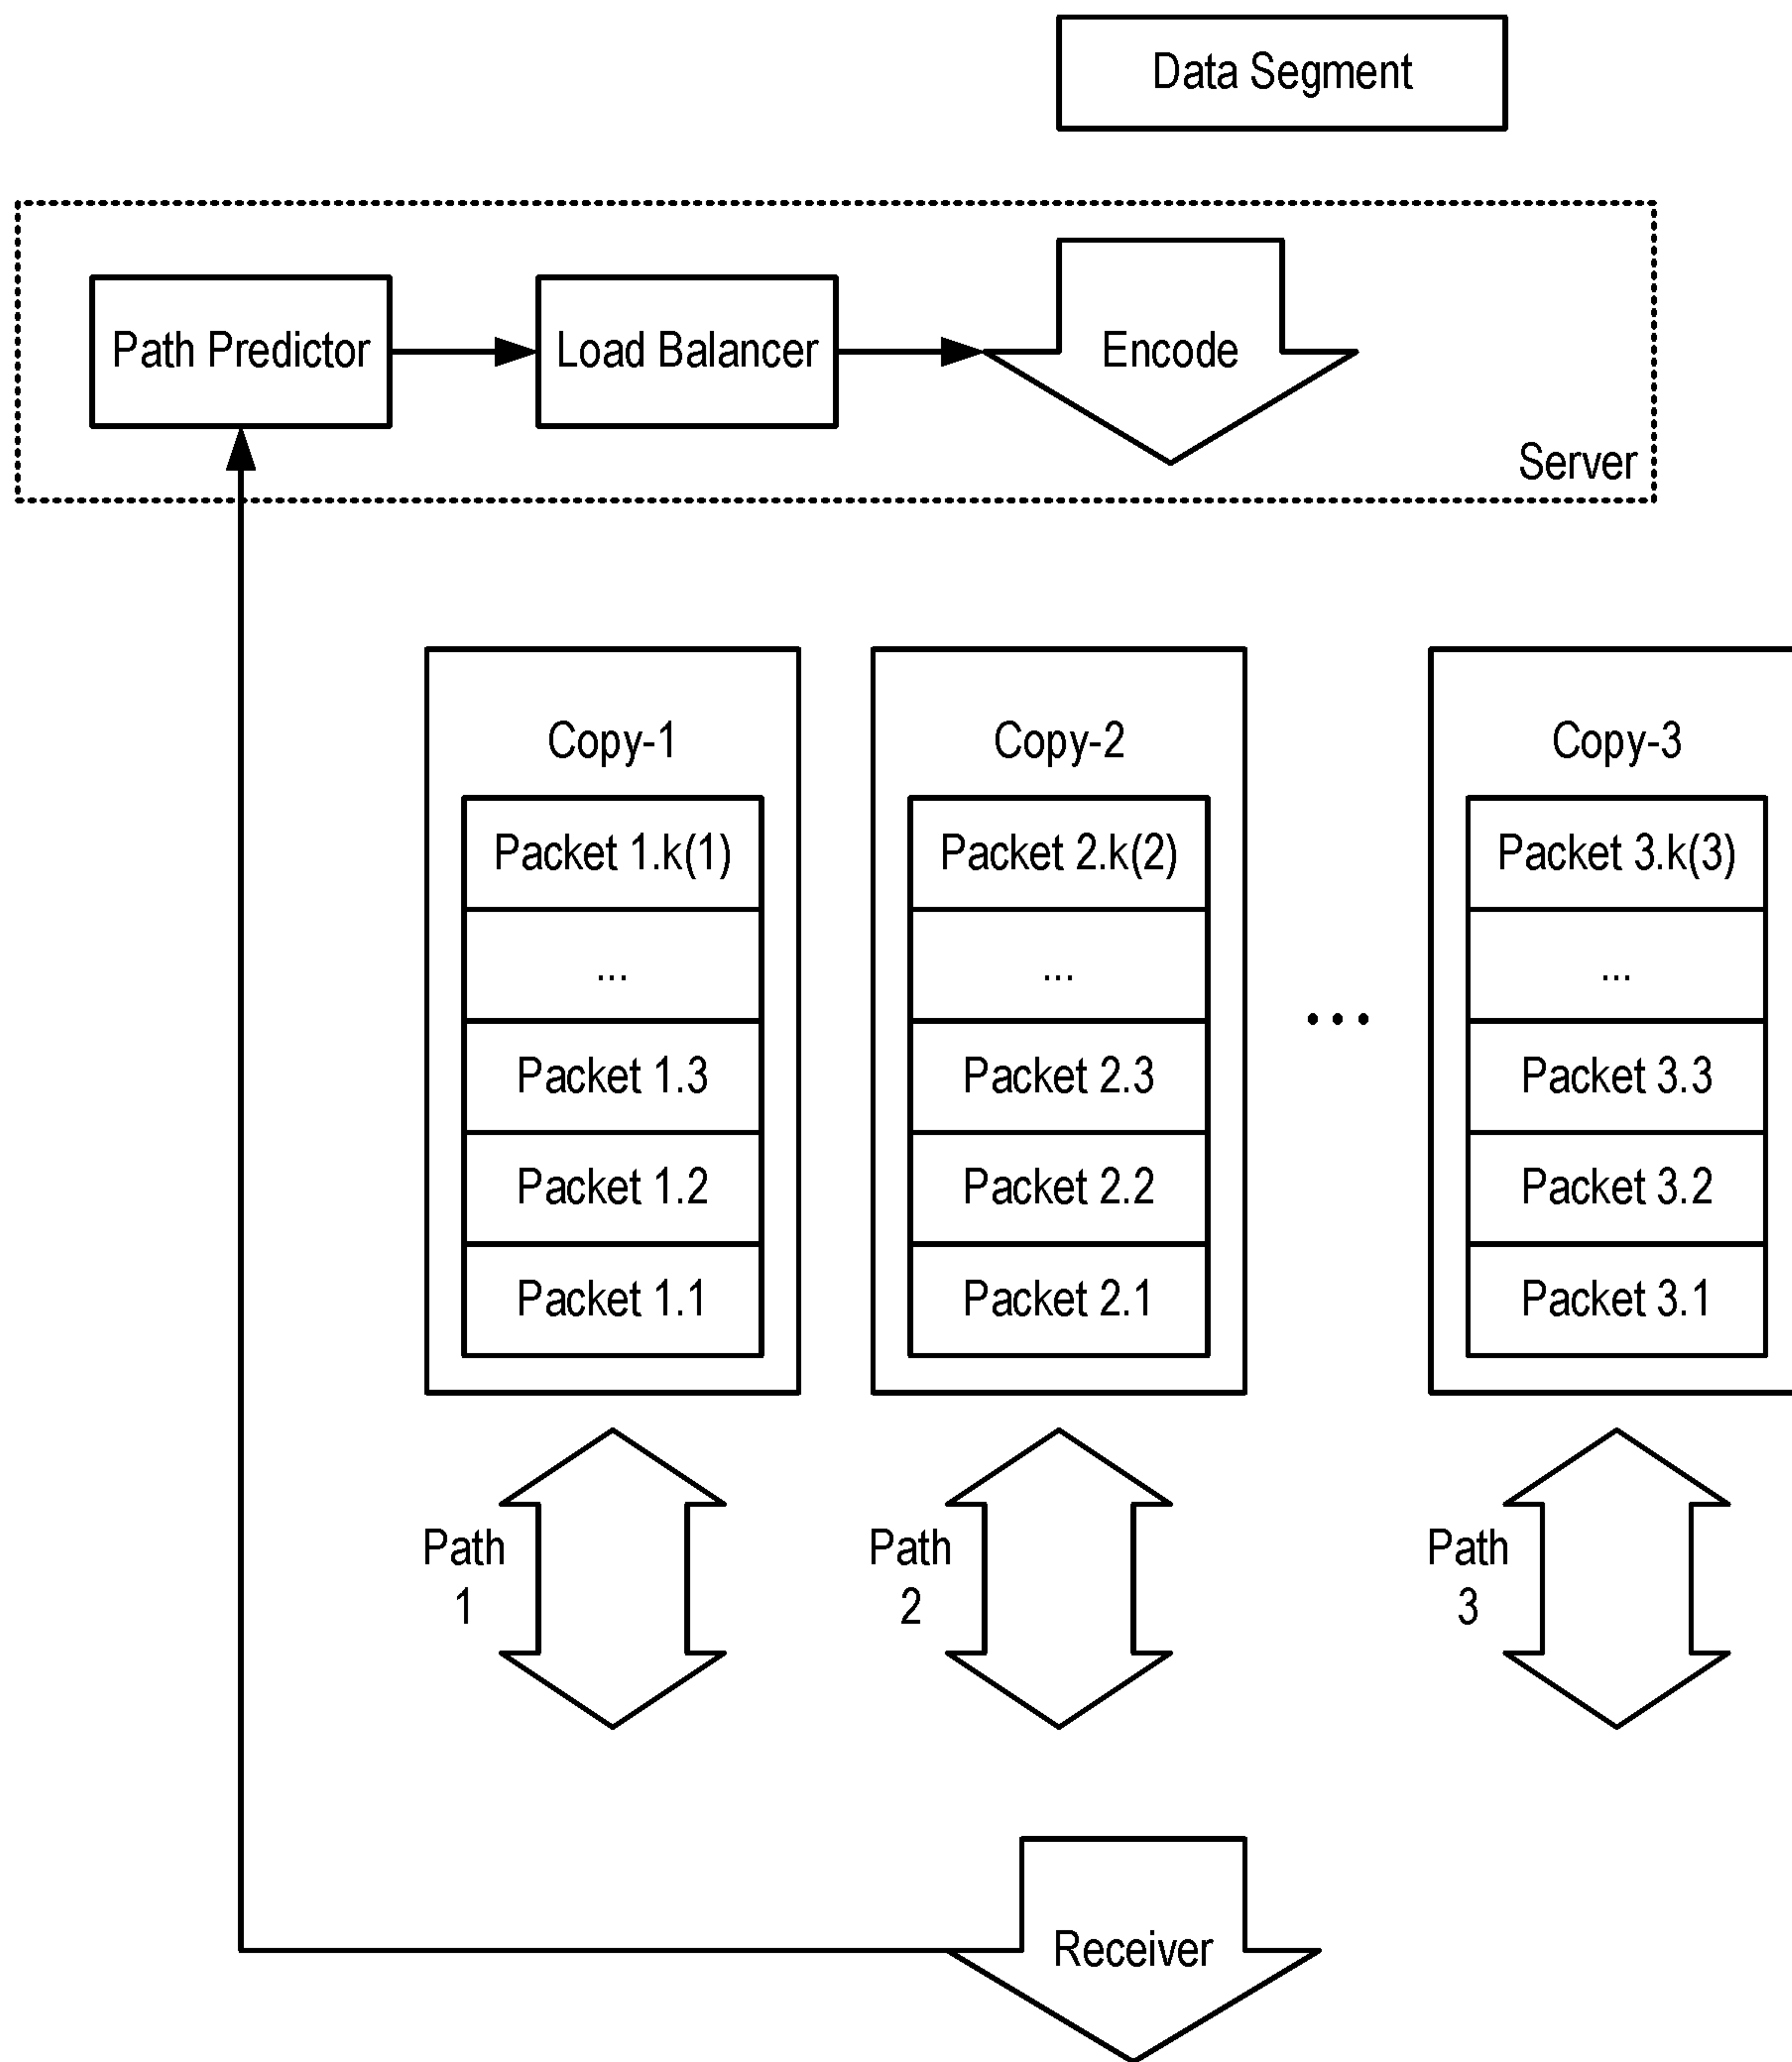 Data Segment
Path Predictor
Load Balancer
Encode
Server
Copy-1
Packet 1.k(1)
...
Packet 1.3
Packet 1.2
Packet 1.1
Copy-2
Packet 2.k(2)
...
Packet 2.3
Packet 2.2
Packet 2.1
...
Copy-3
Packet 3.k(3)
...
Packet 3.3
Packet 3.2
Packet 3.1
Path
1
Path
2
Path
3
Receiver